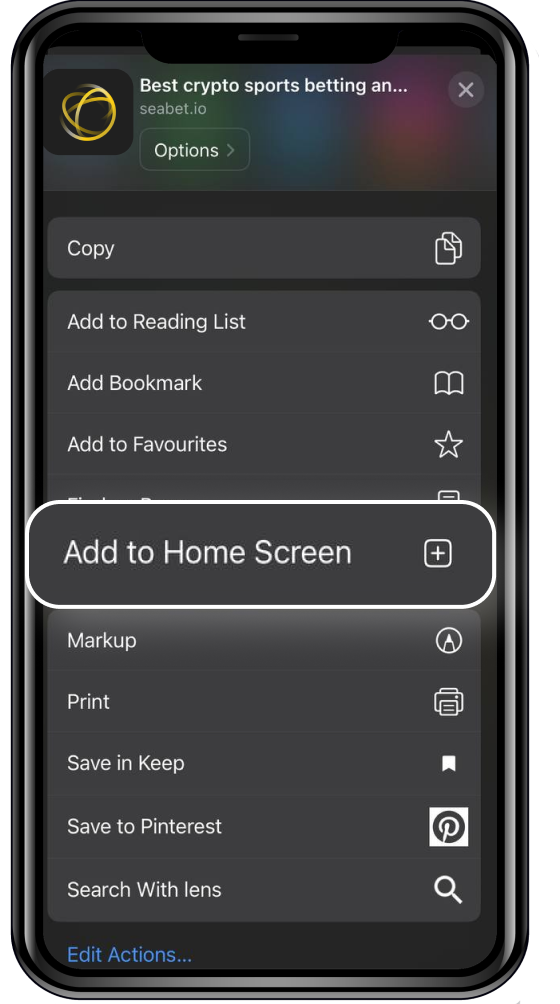 Best crypto sports betting an...
seabet.io
Options
Copy
Add to Reading List
Add Bookmark
Add to Favourites
Add to Home Screen
Markup
Print
Save in Keep
Save to Pinterest
Search With lens
Edit Actions...